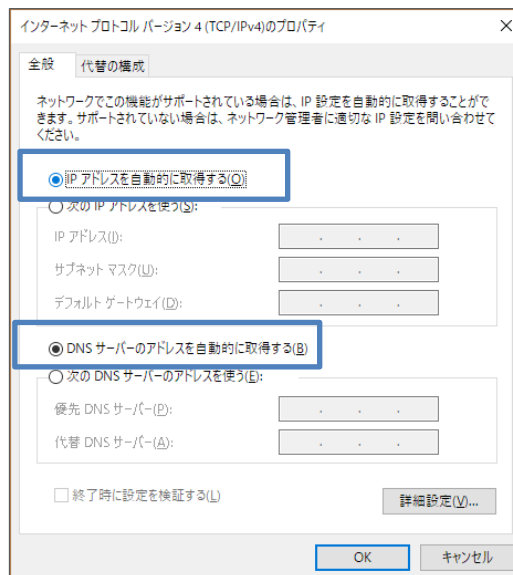 インターネット プロトコル バージョン 4 (TCP/IPv4)のプロパティ
全般
代替の構成
ネットワークでこの機能がサポートされている場合は、IP 設定を自動的に取得することがで
きます。サポートされていない場合は、ネットワーク管理者に適切な IP 設定を問い合わせて
ください。
IP アドレスを自動的に取得する(O)
次の IP アドレスを使う(S):
IP アドレス(I):
サブネット マスク(U):
デフォルト ゲートウェイ(D):
DNS サーバーのアドレスを自動的に取得する(B)
次の DNS サーバーのアドレスを使う(E):
優先 DNS サーバー(P):
代替 DNS サーバー(A):
終了時に設定を検証する(L)
詳細設定(V)...
OK
キャンセル